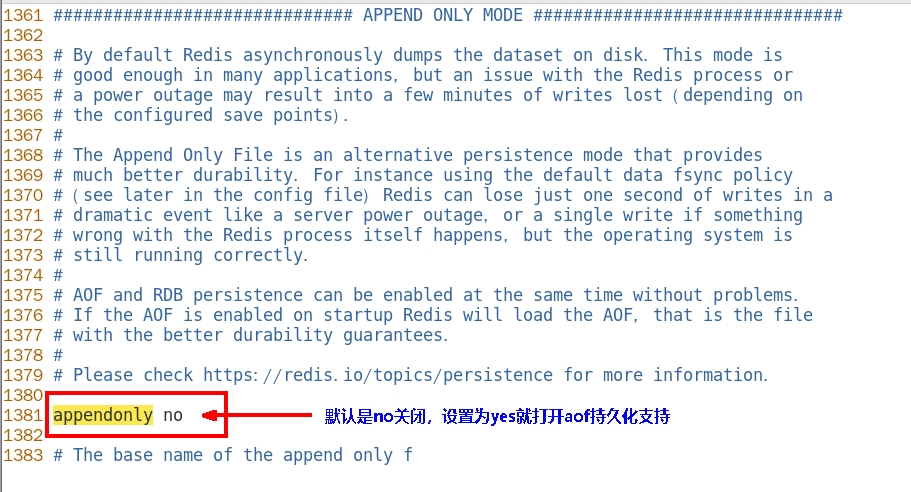 1361 ############################## APPEND ONLY MODE ###############################
1362
1363 # By default Redis asynchronously dumps the dataset on disk. This mode is
1364 # good enough in many applications, but an issue with the Redis process or
1365 # a power outage may result into a few minutes of writes lost (depending on
1366 # the configured save points).
1367 #
1368 # The Append Only File is an alternative persistence mode that provides
1369 # much better durability. For instance using the default data fsync policy
1370 # (see later in the config file) Redis can lose just one second of writes in a
1371 # dramatic event like a server power outage, or a single write if something
1372 # wrong with the Redis process itself happens, but the operating system is
1373 # still running correctly.
1374 #
1375 # AOF and RDB persistence can be enabled at the same time without problems.
1376 # If the AOF is enabled on startup Redis will load the AOF, that is the file
1377 # with the better durability guarantees.
1378 #
1379 # Please check https://redis.io/topics/persistence for more information.
1380
1381 appendonly no 默认是no关闭，设置为yes就打开aof持久化支持
1382
1383 # The base name of the append only f